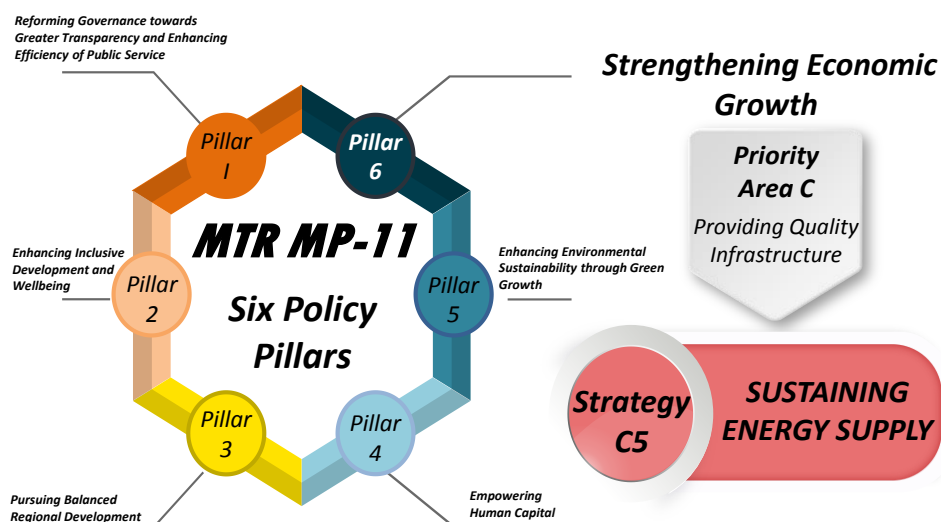 Reforming Governance towards
Greater Transparency and Enhancing
Efficiency of Public Service
Strengthening Economic
Growth
Pillar
I
Pillar
6
Priority
Area C
Providing Quality
Infrastructure
MTR MP-11
Six Policy
Pillars
Enhancing Inclusive
Development and
Wellbeing
Pillar
2
Pillar
5
Enhancing Environmental
Sustainability through Green
Growth
Strategy
C5
SUSTAINING
ENERGY SUPPLY
Pillar
3
Pillar
4
Pursuing Balanced
Regional Development
Empowering
Human Capital